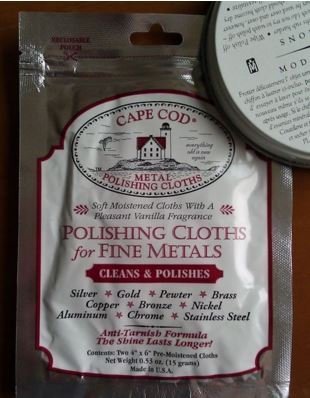 RECLOSABLE
POUCH
CAPE COD®
everything
old is new
again
METAL
POLISHING CLOTHS
Soft Moistened Cloths With A
Pleasant Vanilla Fragrance
POLISHING CLOTHS
for FINE METALS
CLEANS & POLISHES
Silver ★ Gold ★ Pewter ★ Brass
Copper ★ Bronze ★ Nickel
Aluminum ★ Chrome ★ Stainless Steel
Anti-Tarnish Formula
The Shine Lasts Longer!
Contents: Two 4" x 6" Pre-Moistened Cloths
Net Weight 0.53 oz. (15 grams)
Made in U.S.A.